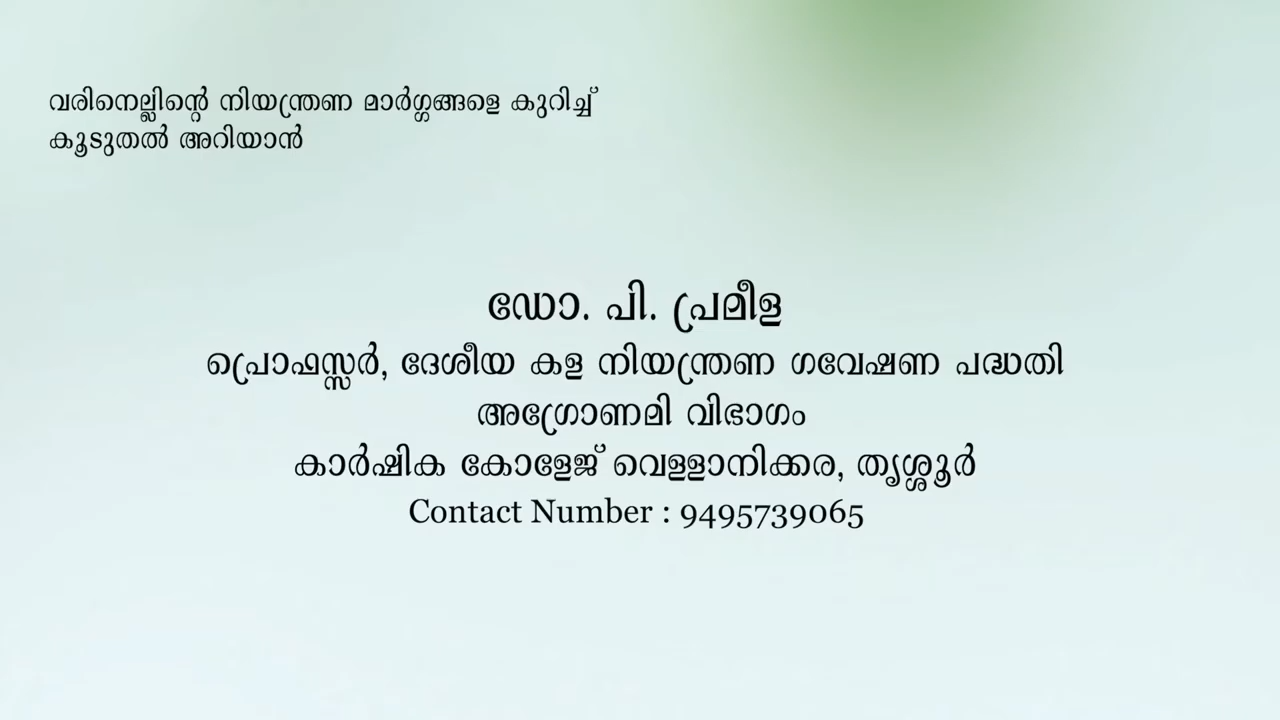 വരിനെല്ലിന്റെ നിയന്ത്രണ മാർഗ്ഗങ്ങളെ കുറിച്ച്
കൂടുതൽ അറിയാൻ
ഡോ. പി. പ്രമീള
പ്രൊഫസ്സർ, ദേശീയ കള നിയന്ത്രണ ഗവേഷണ പദ്ധതി
അഗ്രോണമി വിഭാഗം
കാർഷിക കോളേജ് വെള്ളാനിക്കര, തൃശ്ശൂർ
Contact Number : 9495739065